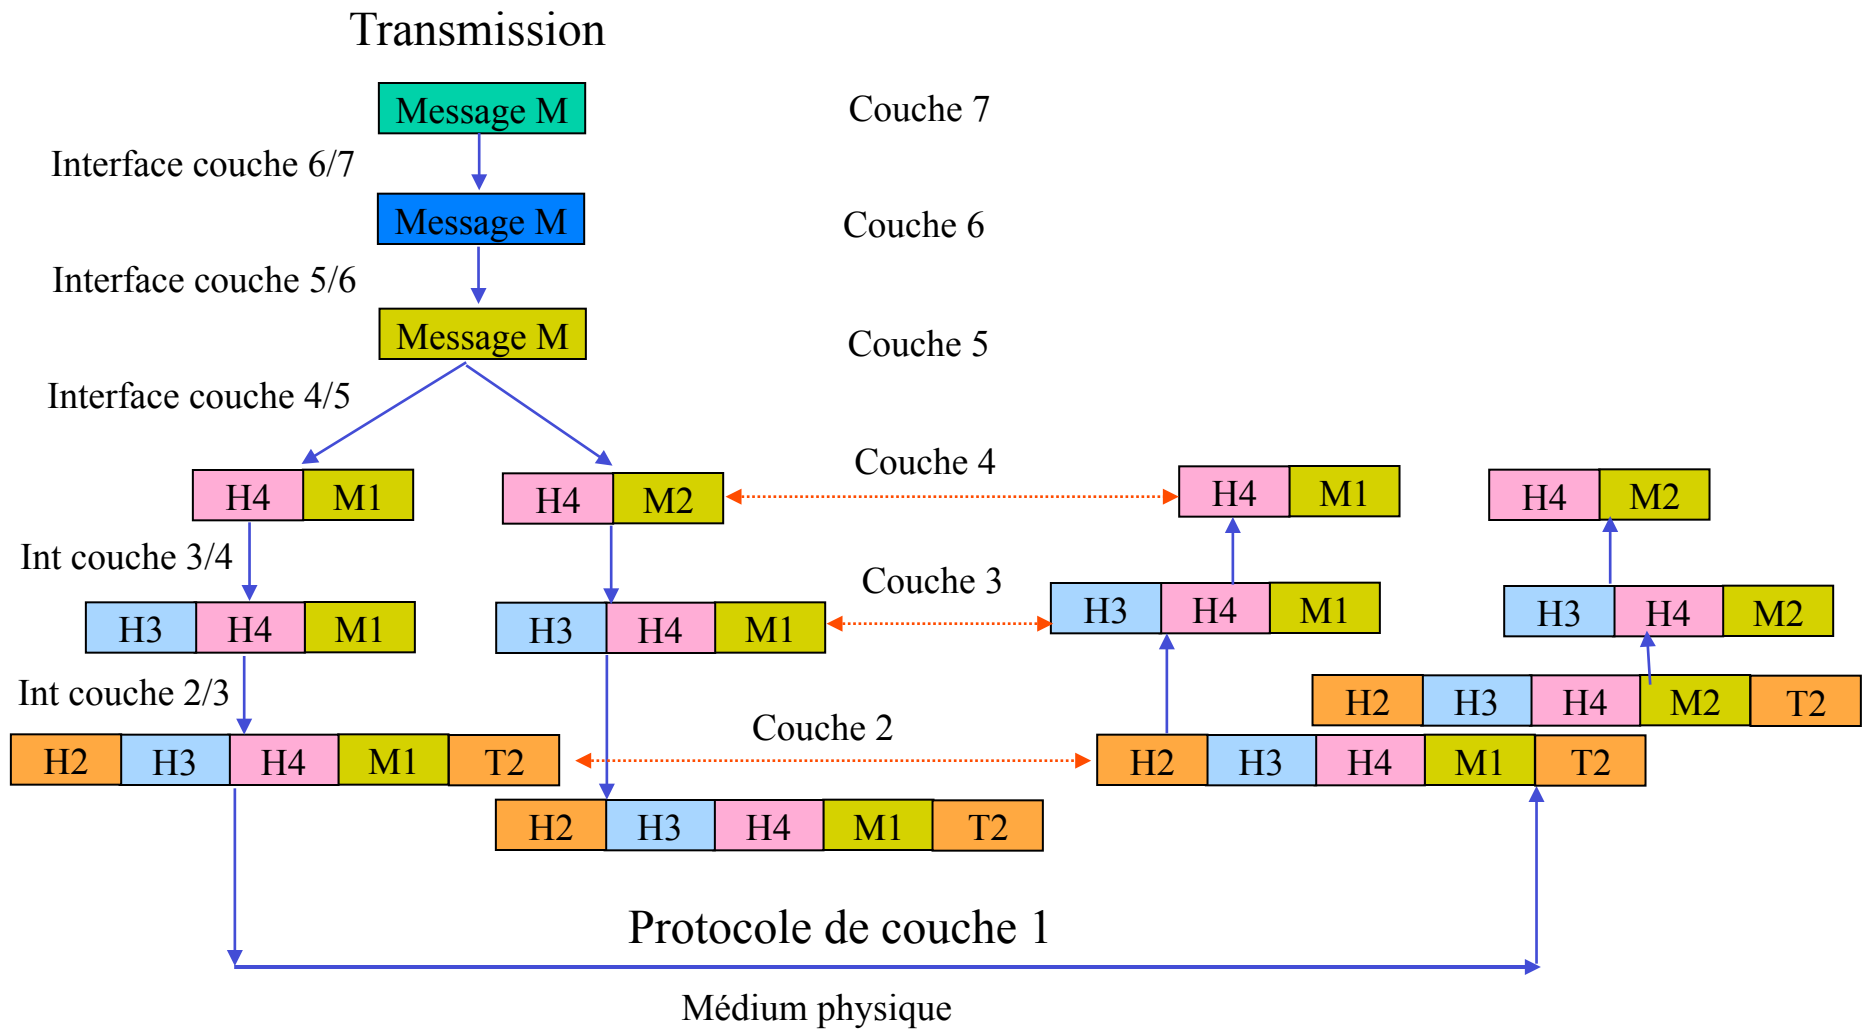 Transmission
Message M
Couche 7
Interface couche 6/7
Message M
Couche 6
Interface couche 5/6
Message M
Couche 5
Interface couche 4/5
Couche 4
H4 M1
H4 M2
H4 M1
H4 M2
Int couche 3/4
Couche 3
H3 H4 M1
H3 H4 M1
H3 H4 M1
H3 H4 M2
Int couche 2/3
H2 H3 H4 M2 T2
Couche 2
H2 H3 H4 M1 T2
H2 H3 H4 M1 T2
H2 H3 H4 M1 T2
Protocole de couche 1
Médium physique